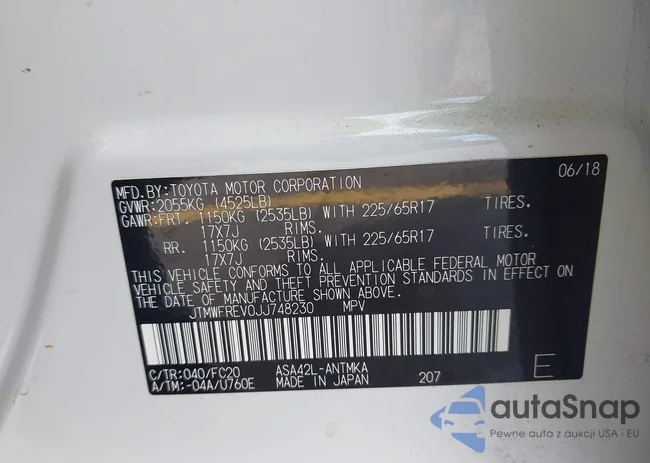 MFD.BY:TOYOTA MOTOR CORPORATION 06/18
GVWR:2055KG (4525LB)
GAWR:FRT. 1150KG (2535LB) WITH 225/65R17 TIRES.
17X7J RIMS.
RR. 1150KG (2535LB) WITH 225/65R17 TIRES.
17X7J RIMS.
THIS VEHICLE CONFORMS TO ALL APPLICABLE FEDERAL MOTOR
VEHICLE SAFETY AND THEFT PREVENTION STANDARDS IN EFFECT ON
THE DATE OF MANUFACTURE SHOWN ABOVE.
JTMWFREV0JJ748230 MPV
C/TR:040/FC20 ASA42L-ANTMKA
A/TM:-04A/U760E MADE IN JAPAN 207 E
autaSnap
Pewne auta z aukcji USA i EU